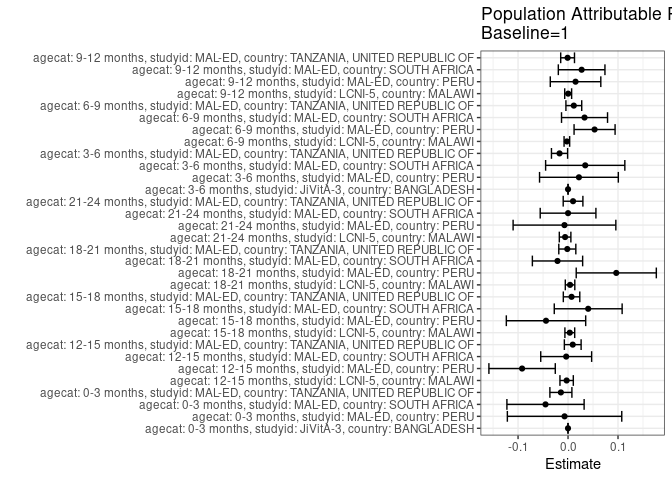 Population Attributable
Baseline=1
agecat: 9-12 months, studyid: MAL-ED, country: TANZANIA, UNITED REPUBLIC OF
agecat: 9-12 months, studyid: MAL-ED, country: SOUTH AFRICA
agecat: 9-12 months, studyid: MAL-ED, country: PERU
agecat: 9-12 months, studyid: LCNI-5, country: MALAWI
agecat: 6-9 months, studyid: MAL-ED, country: TANZANIA, UNITED REPUBLIC OF
agecat: 6-9 months, studyid: MAL-ED, country: SOUTH AFRICA
agecat: 6-9 months, studyid: MAL-ED, country: PERU
agecat: 6-9 months, studyid: LCNI-5, country: MALAWI
agecat: 3-6 months, studyid: MAL-ED, country: TANZANIA, UNITED REPUBLIC OF
agecat: 3-6 months, studyid: MAL-ED, country: SOUTH AFRICA
agecat: 3-6 months, studyid: MAL-ED, country: PERU
agecat: 3-6 months, studyid: JiVitA-3, country: BANGLADESH
agecat: 21-24 months, studyid: MAL-ED, country: TANZANIA, UNITED REPUBLIC OF
agecat: 21-24 months, studyid: MAL-ED, country: SOUTH AFRICA
agecat: 21-24 months, studyid: MAL-ED, country: PERU
agecat: 21-24 months, studyid: LCNI-5, country: MALAWI
agecat: 18-21 months, studyid: MAL-ED, country: TANZANIA, UNITED REPUBLIC OF
agecat: 18-21 months, studyid: MAL-ED, country: SOUTH AFRICA
agecat: 18-21 months, studyid: MAL-ED, country: PERU
agecat: 18-21 months, studyid: LCNI-5, country: MALAWI
agecat: 15-18 months, studyid: MAL-ED, country: TANZANIA, UNITED REPUBLIC OF
agecat: 15-18 months, studyid: MAL-ED, country: SOUTH AFRICA
agecat: 15-18 months, studyid: MAL-ED, country: PERU
agecat: 15-18 months, studyid: LCNI-5, country: MALAWI
agecat: 12-15 months, studyid: MAL-ED, country: TANZANIA, UNITED REPUBLIC OF
agecat: 12-15 months, studyid: MAL-ED, country: SOUTH AFRICA
agecat: 12-15 months, studyid: MAL-ED, country: PERU
agecat: 12-15 months, studyid: LCNI-5, country: MALAWI
agecat: 0-3 months, studyid: MAL-ED, country: TANZANIA, UNITED REPUBLIC OF
agecat: 0-3 months, studyid: MAL-ED, country: SOUTH AFRICA
agecat: 0-3 months, studyid: MAL-ED, country: PERU
agecat: 0-3 months, studyid: JiVitA-3, country: BANGLADESH
-0.1 0.0 0.1
Estimate